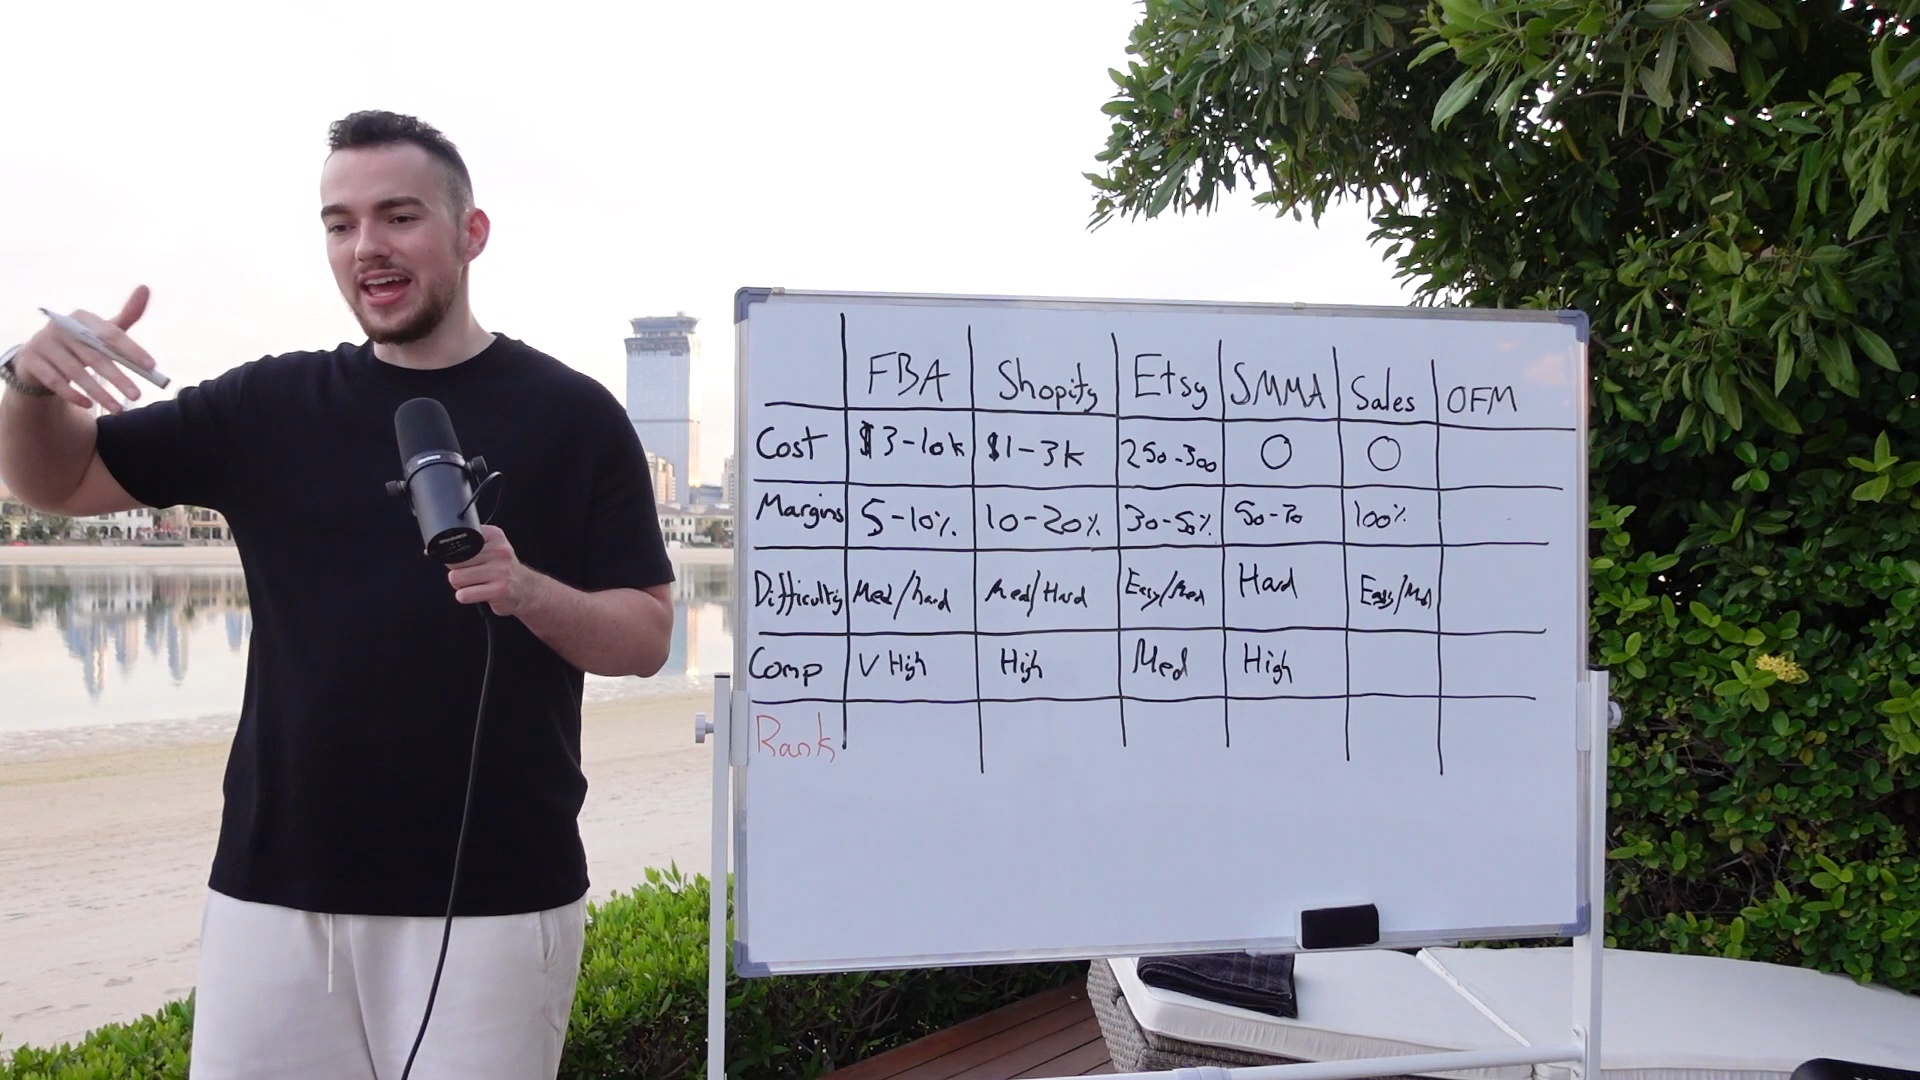 FBA Shopify Etsy SMMA Sales OFM
Cost $3-10k $1-3k 250-300 0 0
Margins 5-10% 10-20% 30-50% 50-70 100%
Difficulty Med/hard Med/Hard Easy/Med Hard Easy/Med
Comp V High High Med High
Rank